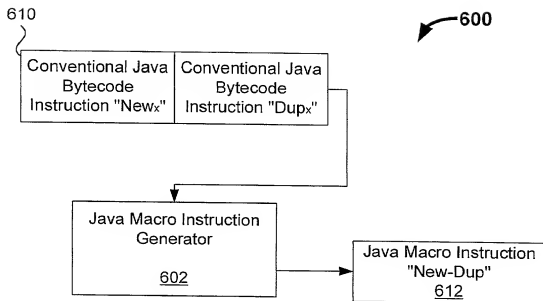 610
600
Conventional Java
Bytecode
Instruction "Newx"
Conventional Java
Bytecode
Instruction "Dupx"
Java Macro Instruction
Generator
602
Java Macro Instruction
"New-Dup"
612